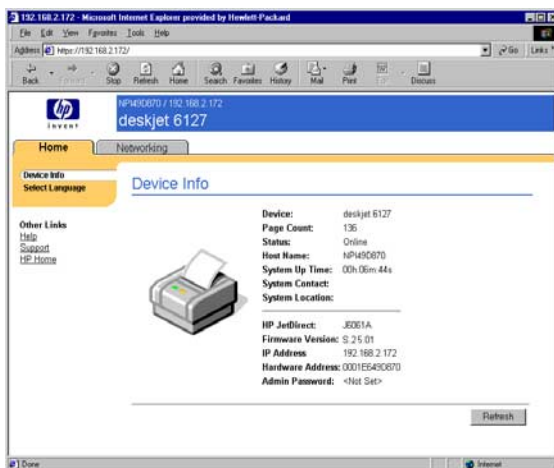 192.168.2.172 - Microsoft Internet Explorer provided by Hewlett-Packard
File Edit View Favorites Tools Help
Address https://192.168.2.172/ Go Links
Back Stop Refresh Home Search Favorites History Mail Print Edit Discuss
hp
invent
NPI49D870 / 192.168.2.172
deskjet 6127
Home Networking
Device Info
Select Language
Other Links
Help
Support
HP Home
Device Info
Device: deskjet 6127
Page Count: 136
Status: Online
Host Name: NPI49D870
System Up Time: 00h:06m:44s
System Contact:
System Location:
HP JetDirect: J6061A
Firmware Version: S.25.01
IP Address 192.168.2.172
Hardware Address: 0001E649D870
Admin Password: <Not Set>
Refresh
Done Internet